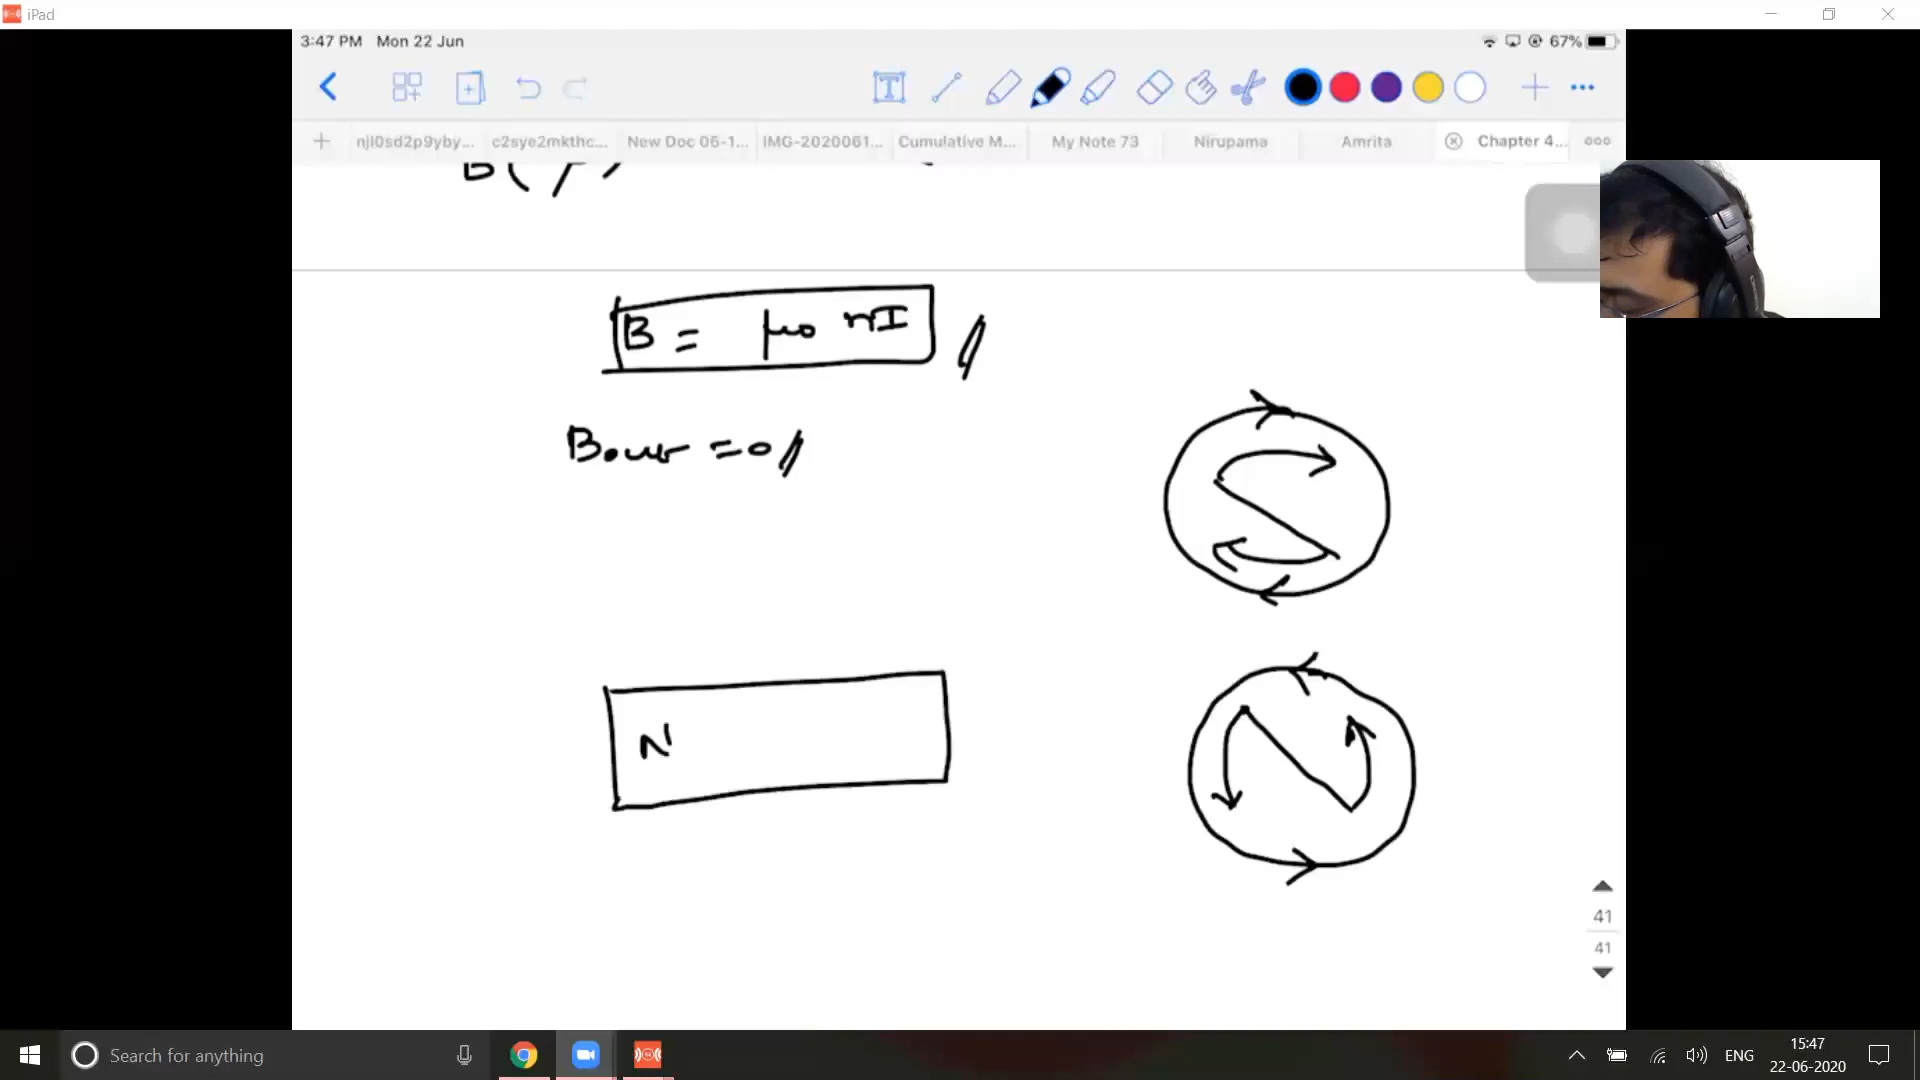 iPad
3:47 PM Mon 22 Jun
67%
T
njl0sd2p9yby... c2sye2mkthc... New Doc 06-1... IMG-2020061... Cumulative M... My Note 73 Nirupama Amrita Chapter 4...
B = μ0 nI
Bout = 0
N
41
41
Search for anything
ENG
15:47
22-06-2020